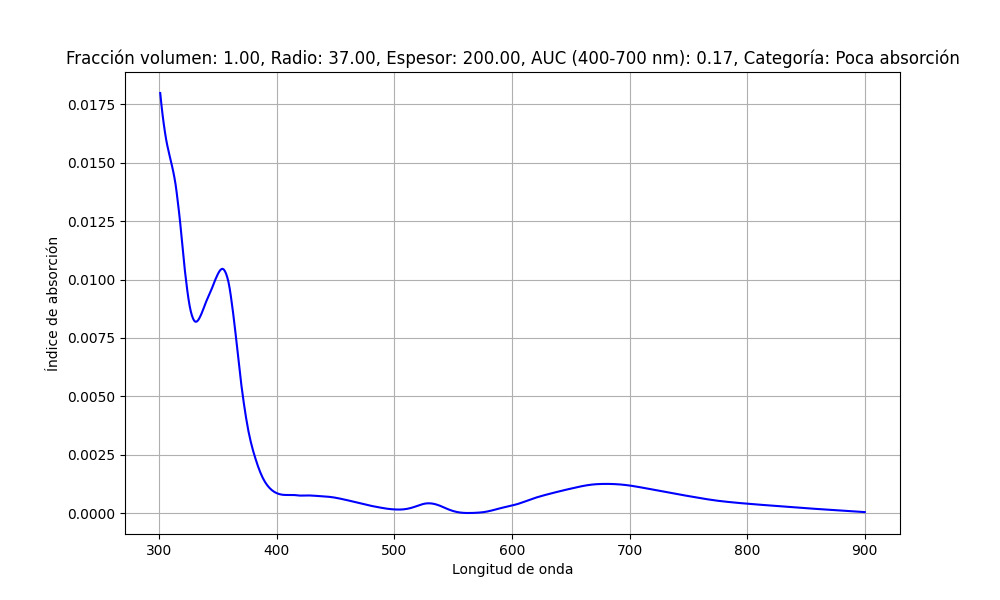 Fracción volumen: 1.00, Radio: 37.00, Espesor: 200.00, AUC (400-700 nm): 0.17, Categoría: Poca absorción
0.0175
0.0150
0.0125
0.0100
0.0075
0.0050
0.0025
0.0000
Índice de absorción
300 400 500 600 700 800 900
Longitud de onda